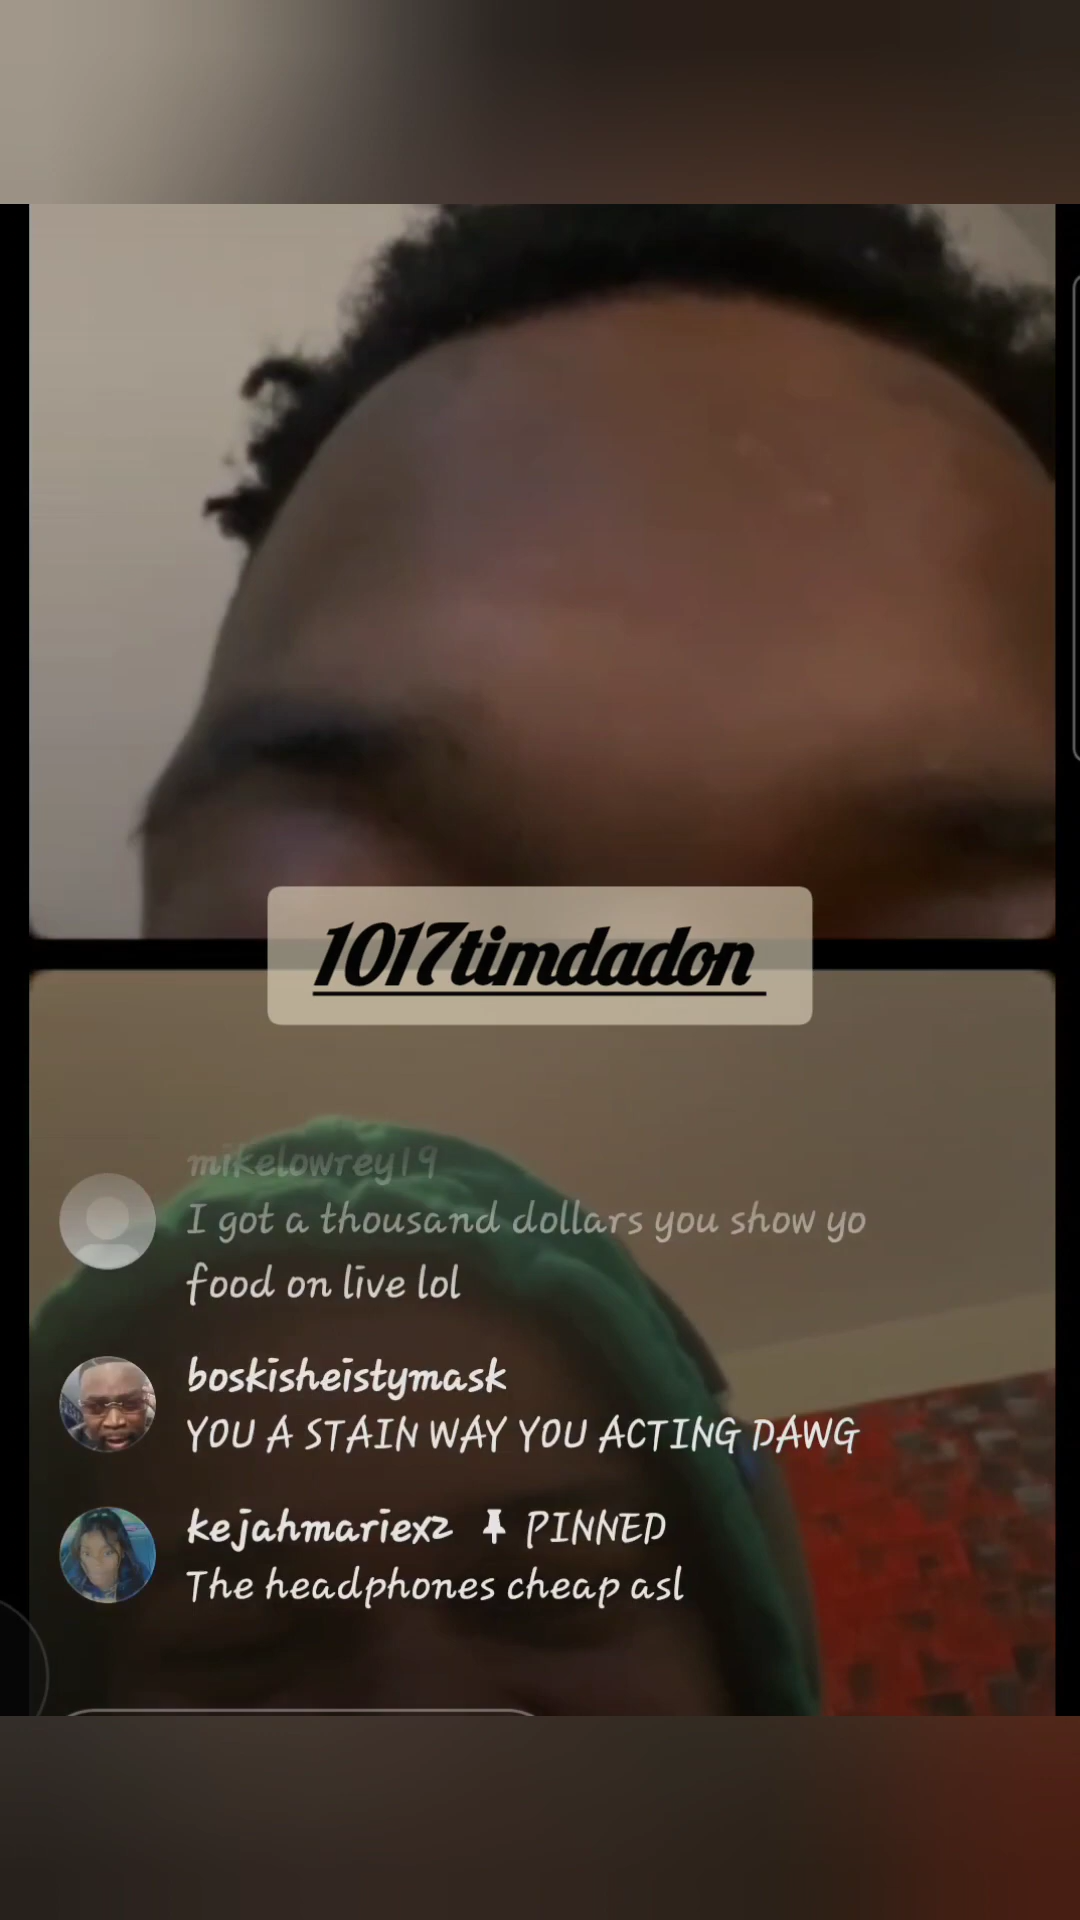 1017timdadon
mikelowrey19
I got a thousand dollars you show yo
food on live lol
boskisheistymask
YOU A STAIN WAY YOU ACTING DAWG
kejahmariexz PINNED
The headphones cheap asl